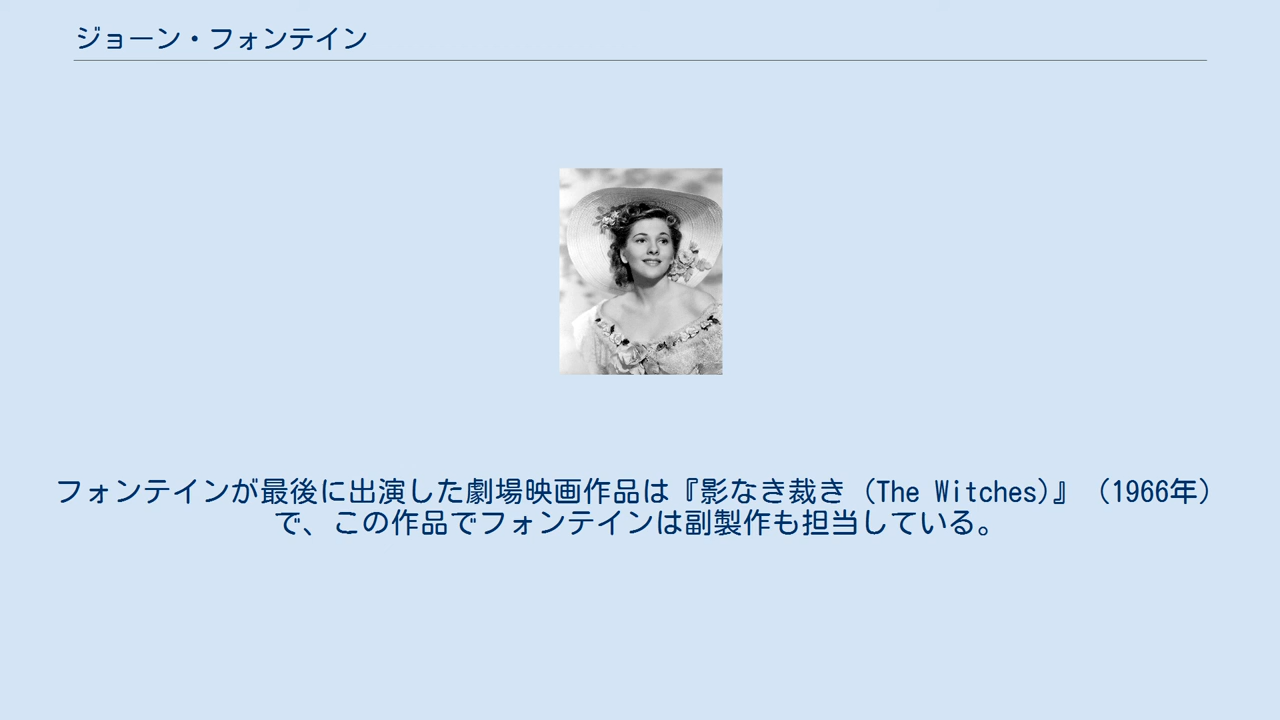 ジョーン・フォンテイン
フォンテインが最後に出演した劇場映画作品は『影なき裁き (The Witches)』（1966年）
で、この作品でフォンテインは副製作も担当している。